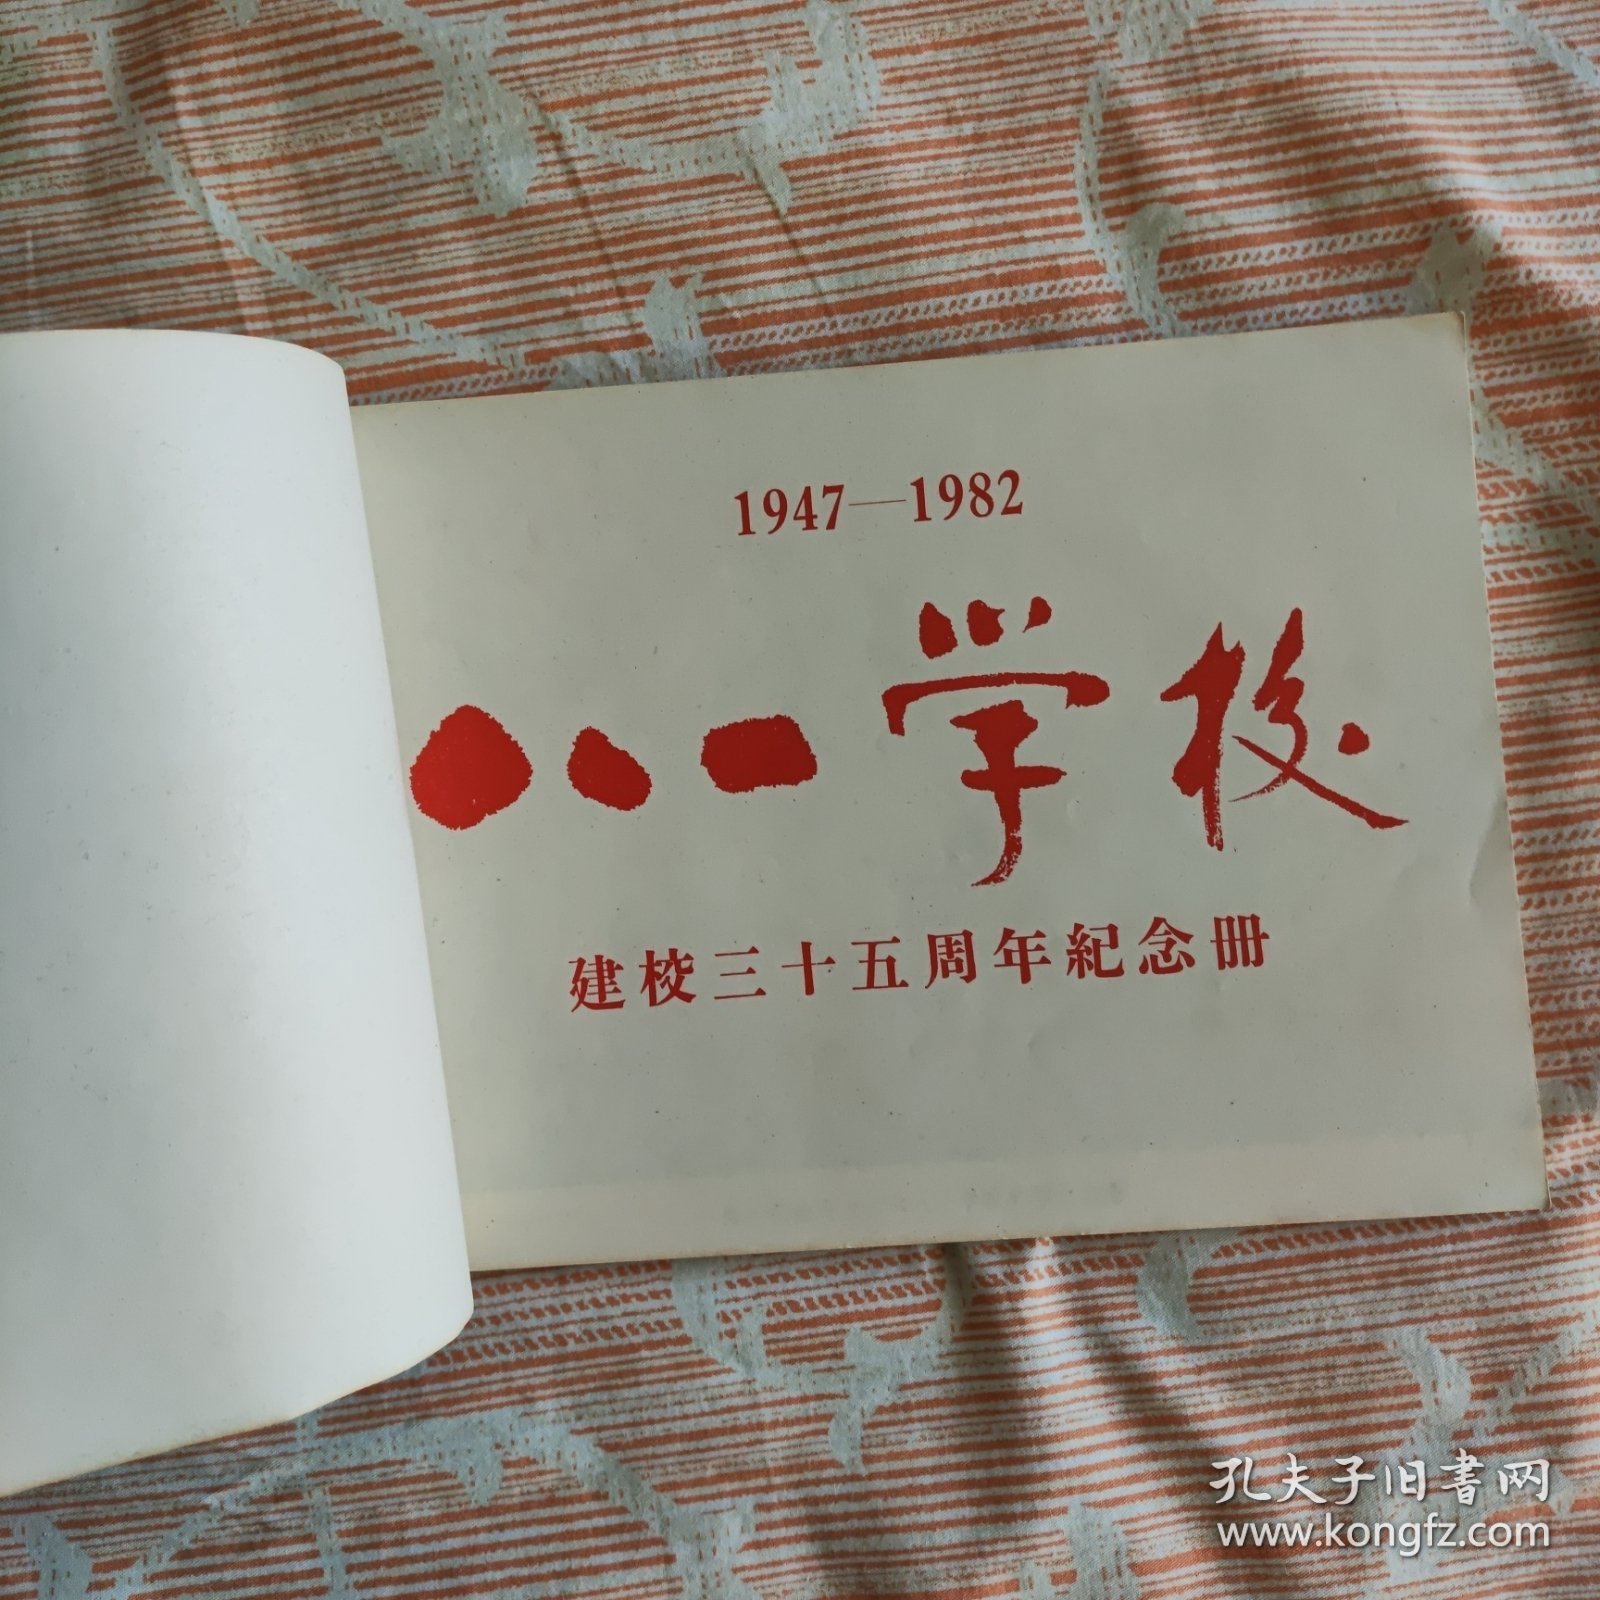 1947—1982
八一学校
建校三十五周年紀念册
孔夫子旧书网
www.kongfz.com